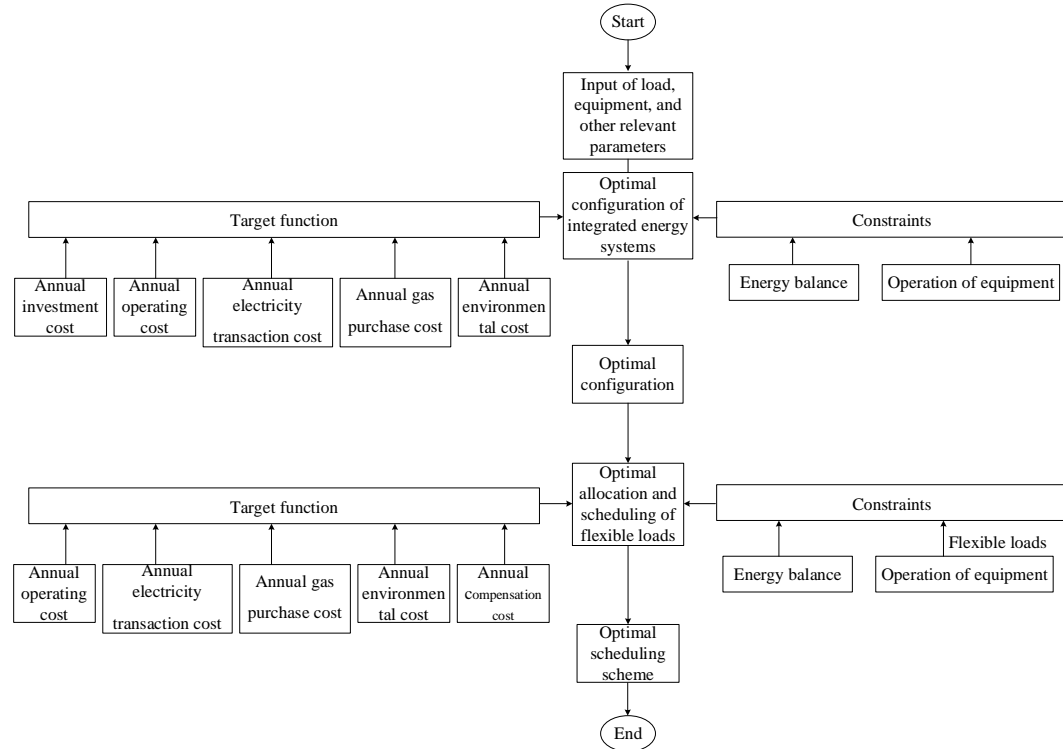 Start
Input of load,
equipment, and
other relevant
parameters
Optimal
configuration of
integrated energy
systems
Target function
Constraints
Annual
investment
cost
Annual
operating
cost
Annual
electricity
transaction cost
Annual gas
purchase cost
Annual
environmen
tal cost
Energy balance
Operation of equipment
Optimal
configuration
Optimal
allocation and
scheduling of
flexible loads
Target function
Constraints
Annual
operating
cost
Annual
electricity
transaction cost
Annual gas
purchase cost
Annual
environmen
tal cost
Annual
compensation
cost
Energy balance
Flexible loads
Operation of equipment
Optimal
scheduling
scheme
End